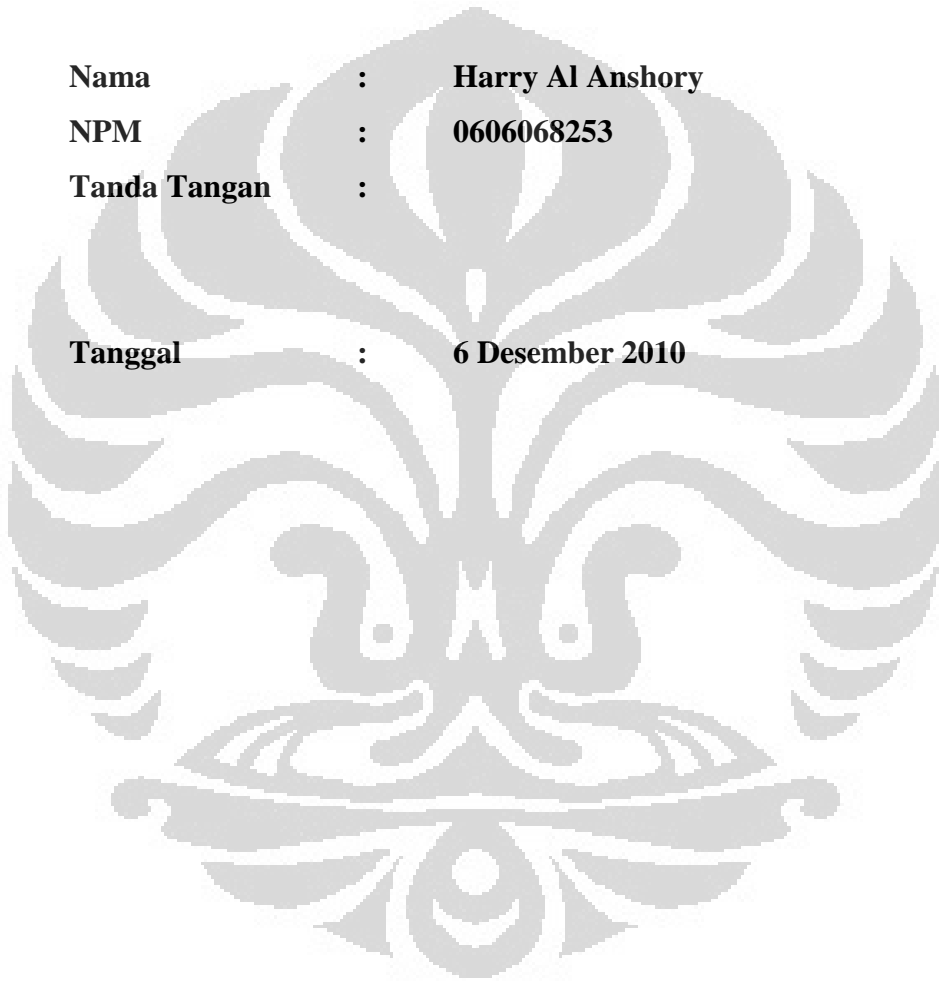 Nama : Harry Al Anshory
NPM : 0606068253
Tanda Tangan :
Tanggal : 6 Desember 2010